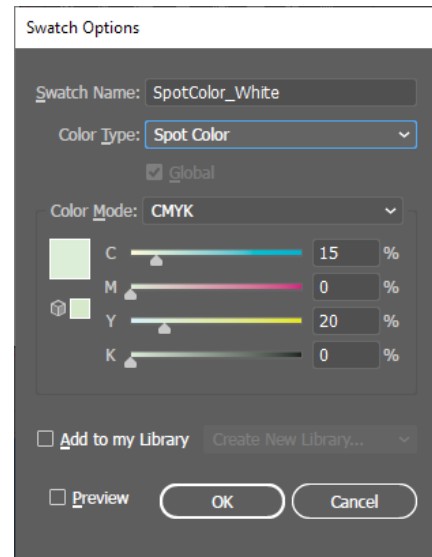 Swatch Options
Swatch Name: SpotColor_White
Color Type: Spot Color
Global
Color Mode: CMYK
C 15 %
M 0 %
Y 20 %
K 0 %
Add to my Library Create New Library...
Preview OK Cancel